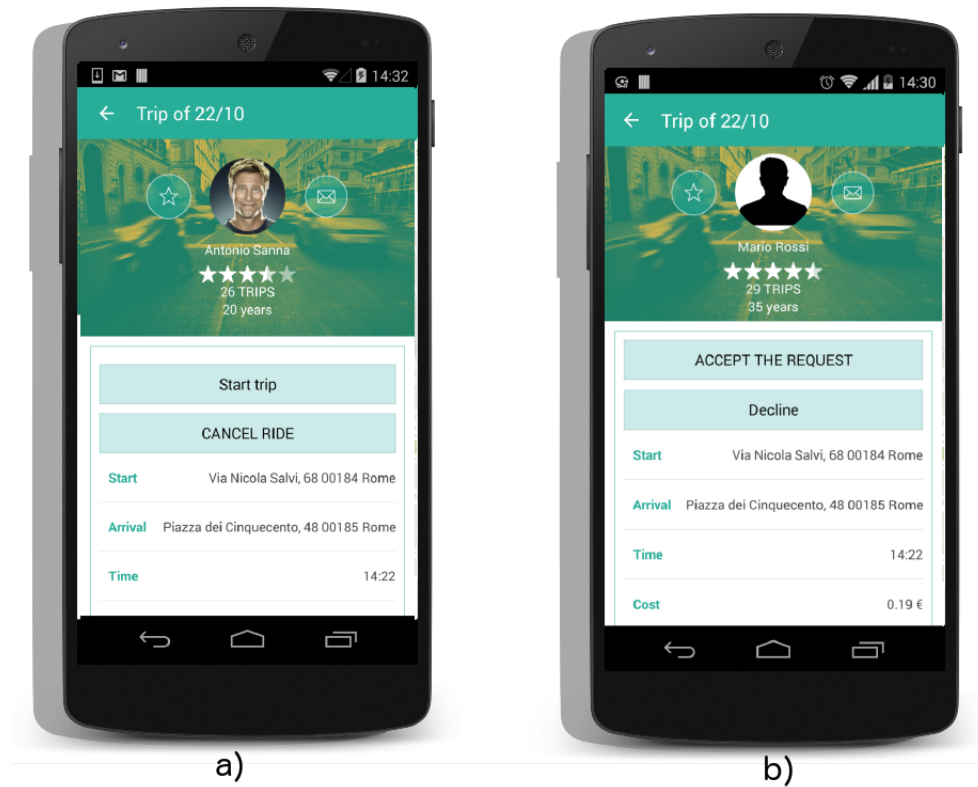 14:32
Trip of 22/10
Antonio Sanna
26 TRIPS
20 years
Start trip
CANCEL RIDE
Start Via Nicola Salvi, 68 00184 Rome
Arrival Piazza dei Cinquecento, 48 00185 Rome
Time 14:22
a)
14:30
Trip of 22/10
Mario Rossi
29 TRIPS
35 years
ACCEPT THE REQUEST
Decline
Start Via Nicola Salvi, 68 00184 Rome
Arrival Piazza dei Cinquecento, 48 00185 Rome
Time 14:22
Cost 0.19 €
b)